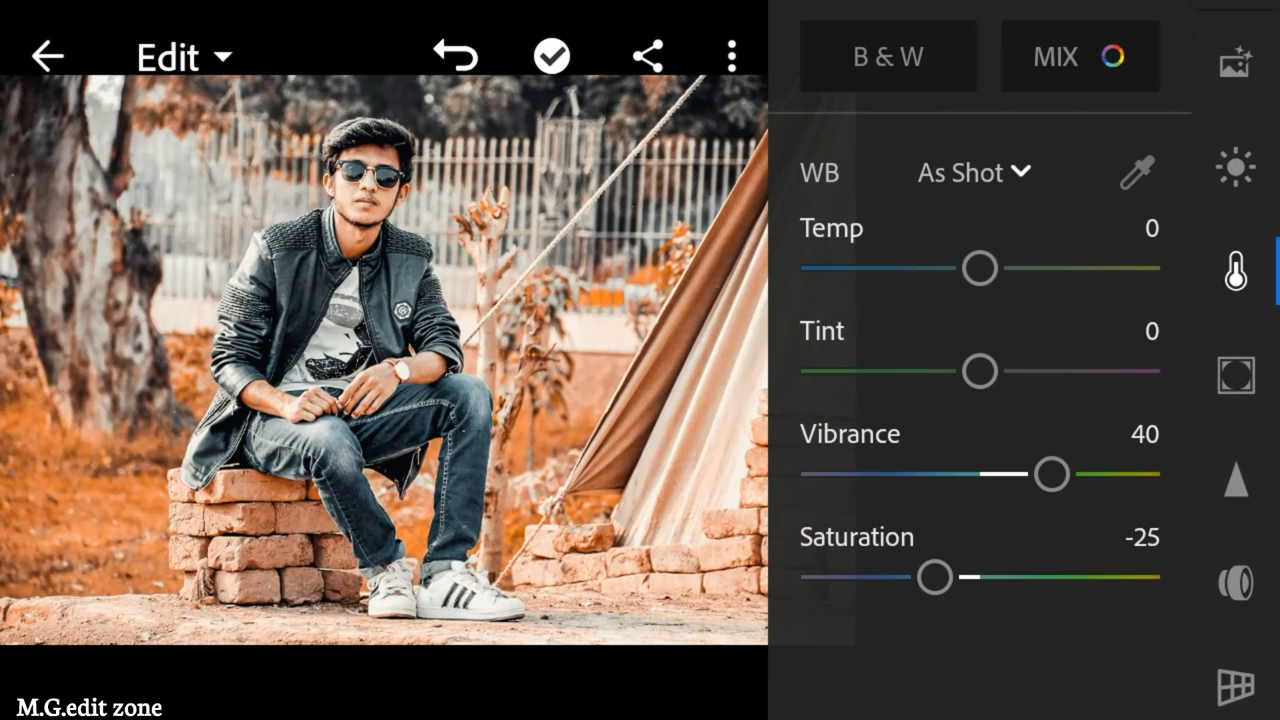 Edit
B & W
MIX
WB
As Shot
Temp
0
Tint
0
Vibrance
40
Saturation
-25
M.G.edit zone